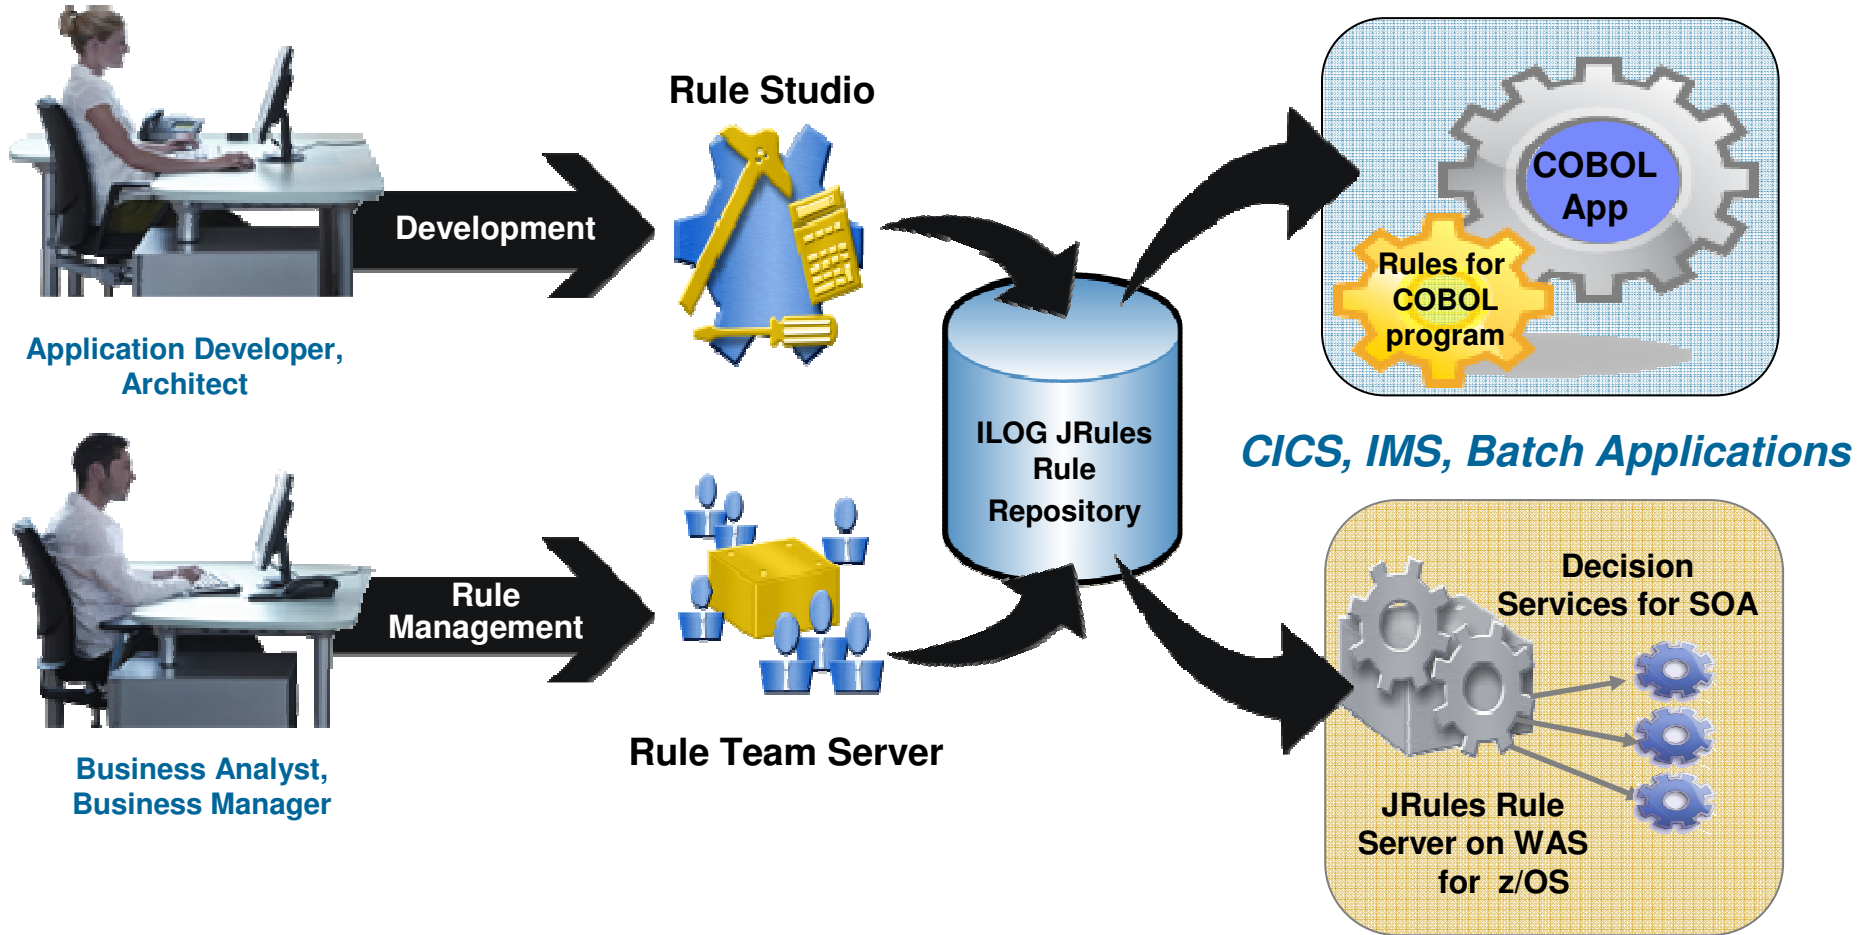 Rule Studio
Development
Application Developer,
Architect
Rule
Management
Rule Team Server
Business Analyst,
Business Manager
ILOG JRules
Rule
Repository
COBOL
App
Rules for
COBOL
program
CICS, IMS, Batch Applications
Decision
Services for SOA
JRules Rule
Server on WAS
for z/OS